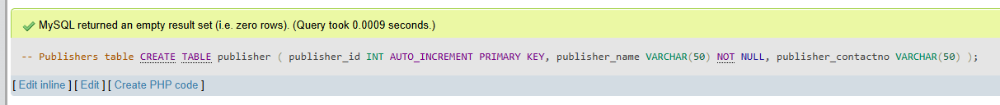 MySQL returned an empty result set (i.e. zero rows). (Query took 0.0009 seconds.)
-- Publishers table CREATE TABLE publisher ( publisher_id INT AUTO_INCREMENT PRIMARY KEY, publisher_name VARCHAR(50) NOT NULL, publisher_contactno VARCHAR(50) );
[ Edit inline ] [ Edit ] [ Create PHP code ]